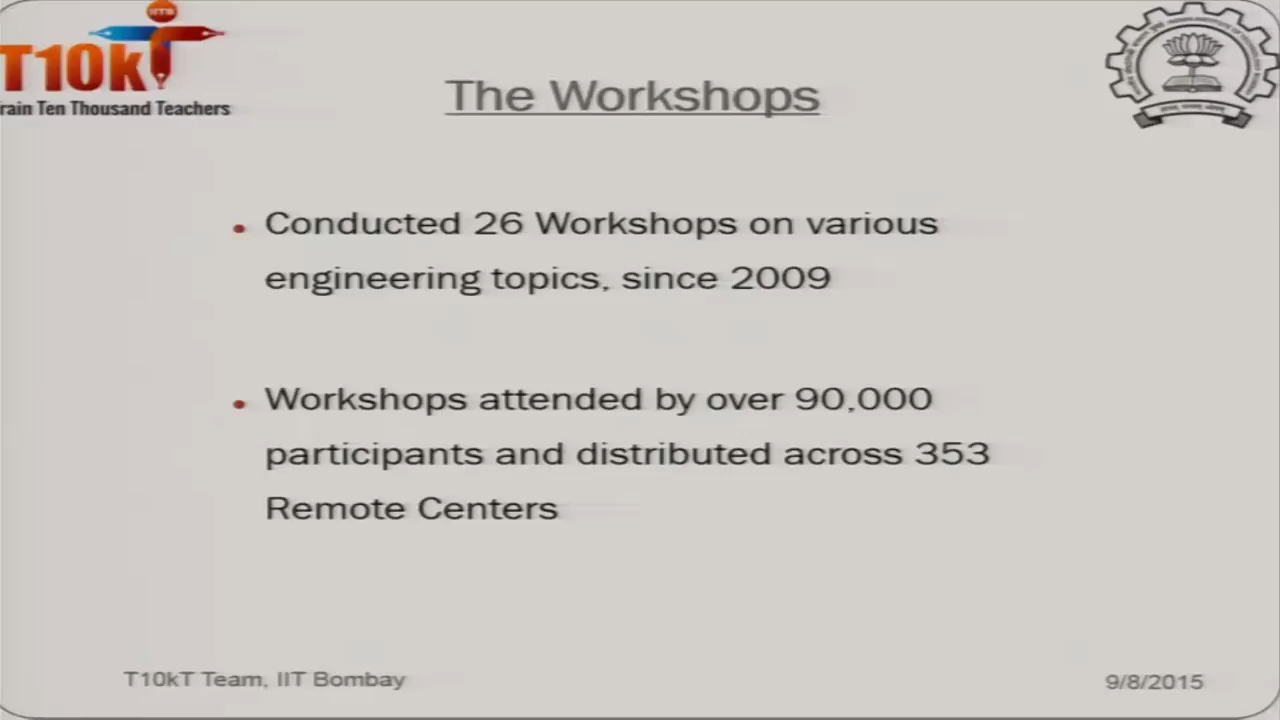 IITB
T10kT
rain Ten Thousand Teachers
The Workshops
• Conducted 26 Workshops on various
engineering topics, since 2009
• Workshops attended by over 90,000
participants and distributed across 353
Remote Centers
T10kT Team, IIT Bombay
9/8/2015